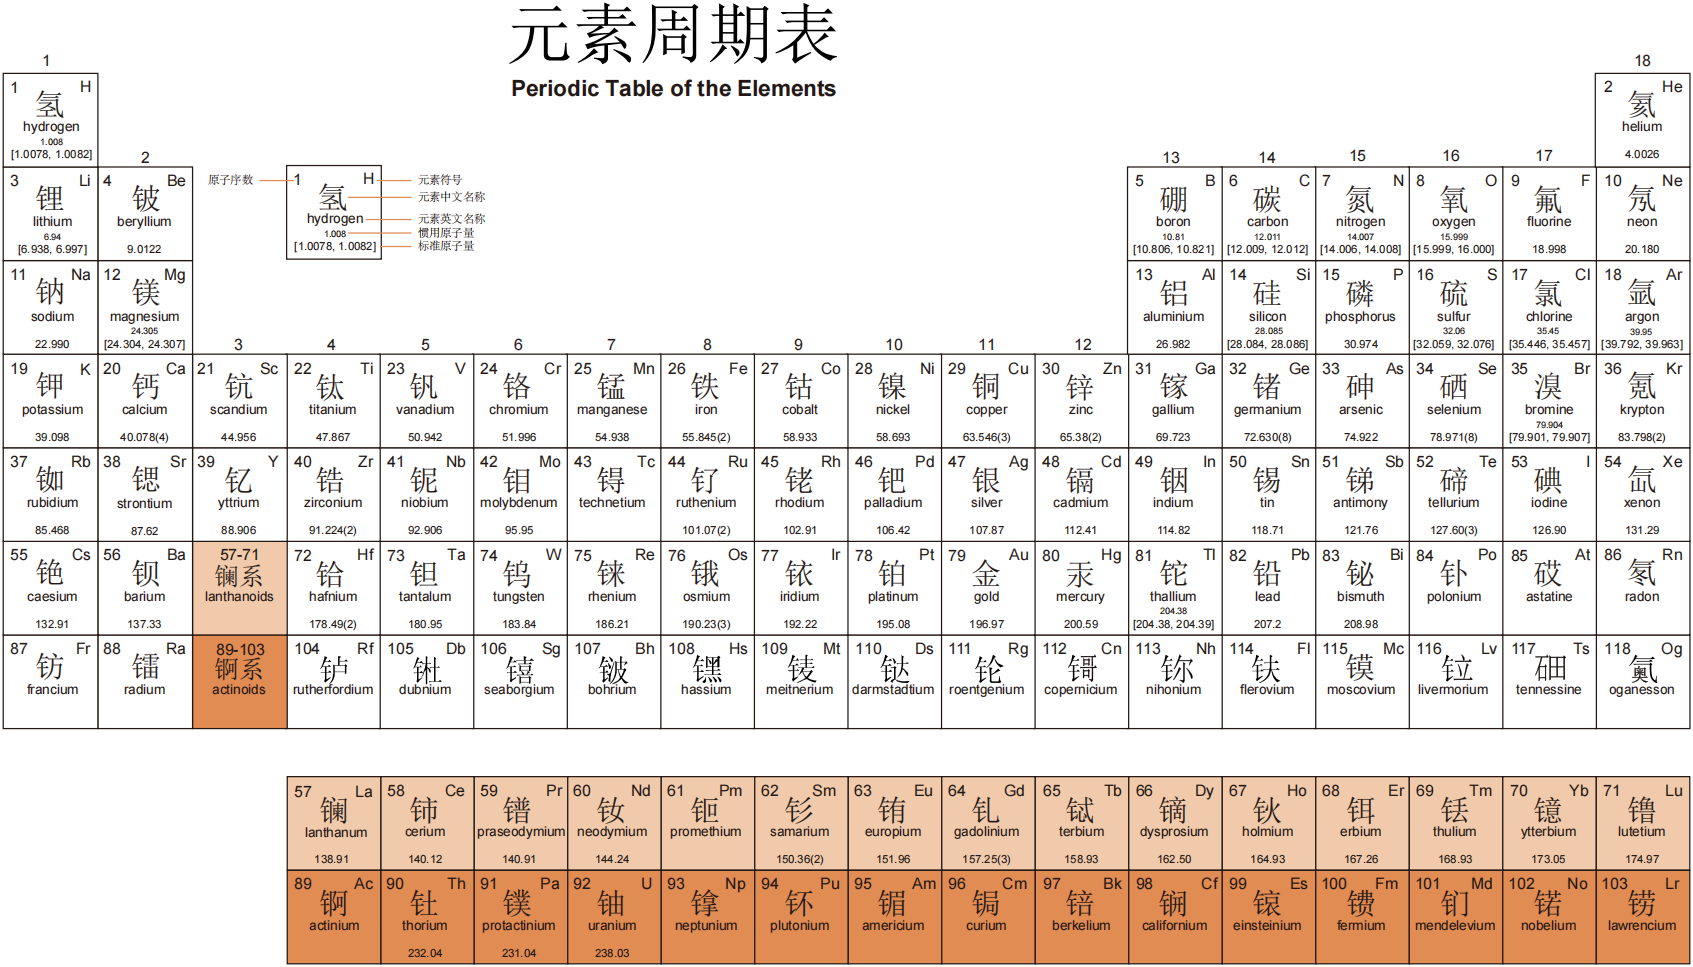 元素周期表
Periodic Table of the Elements
1 18
1 H 2 He
氢 氦
hydrogen helium
1.008
[1.0078, 1.0082] 4.0026
2 13 14 15 16 17
3 Li 4 Be 5 B 6 C 7 N 8 O 9 F 10 Ne
锂 铍 硼 碳 氮 氧 氟 氖
lithium beryllium boron carbon nitrogen oxygen fluorine neon
6.94 10.81 12.011 14.007 15.999
[6.938, 6.997] 9.0122 [10.806, 10.821] [12.009, 12.012] [14.006, 14.008] [15.999, 16.000] 18.998 20.180
原子序数 1 H 元素符号
氢 元素中文名称
hydrogen 元素英文名称
1.008 惯用原子量
[1.0078, 1.0082] 标准原子量
11 Na 12 Mg 13 Al 14 Si 15 P 16 S 17 Cl 18 Ar
钠 镁 铝 硅 磷 硫 氯 氩
sodium magnesium aluminium silicon phosphorus sulfur chlorine argon
24.305 28.085 32.06 35.45 39.95
22.990 [24.304, 24.307] 26.982 [28.084, 28.086] 30.974 [32.059, 32.076] [35.446, 35.457] [39.792, 39.963]
3 4 5 6 7 8 9 10 11 12
19 K 20 Ca 21 Sc 22 Ti 23 V 24 Cr 25 Mn 26 Fe 27 Co 28 Ni 29 Cu 30 Zn 31 Ga 32 Ge 33 As 34 Se 35 Br 36 Kr
钾 钙 钪 钛 钒 铬 锰 铁 钴 镍 铜 锌 镓 锗 砷 硒 溴 氪
potassium calcium scandium titanium vanadium chromium manganese iron cobalt nickel copper zinc gallium germanium arsenic selenium bromine krypton
79.904
39.098 40.078(4) 44.956 47.867 50.942 51.996 54.938 55.845(2) 58.933 58.693 63.546(3) 65.38(2) 69.723 72.630(8) 74.922 78.971(8) [79.901, 79.907] 83.798(2)
37 Rb 38 Sr 39 Y 40 Zr 41 Nb 42 Mo 43 Tc 44 Ru 45 Rh 46 Pd 47 Ag 48 Cd 49 In 50 Sn 51 Sb 52 Te 53 I 54 Xe
铷 锶 钇 锆 铌 钼 锝 钌 铑 钯 银 镉 铟 锡 锑 碲 碘 氙
rubidium strontium yttrium zirconium niobium molybdenum technetium ruthenium rhodium palladium silver cadmium indium tin antimony tellurium iodine xenon
85.468 87.62 88.906 91.224(2) 92.906 95.95 101.07(2) 102.91 106.42 107.87 112.41 114.82 118.71 121.76 127.60(3) 126.90 131.29
55 Cs 56 Ba 57-71 72 Hf 73 Ta 74 W 75 Re 76 Os 77 Ir 78 Pt 79 Au 80 Hg 81 Tl 82 Pb 83 Bi 84 Po 85 At 86 Rn
铯 钡 镧系 铪 钽 钨 铼 锇 铱 铂 金 汞 铊 铅 铋 钋 砹 氡
caesium barium lanthanoids hafnium tantalum tungsten rhenium osmium iridium platinum gold mercury thallium lead bismuth polonium astatine radon
204.38
132.91 137.33 178.49(2) 180.95 183.84 186.21 190.23(3) 192.22 195.08 196.97 200.59 [204.38, 204.39] 207.2 208.98
87 Fr 88 Ra 89-103 104 Rf 105 Db 106 Sg 107 Bh 108 Hs 109 Mt 110 Ds 111 Rg 112 Cn 113 Nh 114 Fl 115 Mc 116 Lv 117 Ts 118 Og
钫 镭 锕系 𬬻 𬭊 𬭳 𬭛 𬭶 鿏 𫟼 𬬭 鿔 鿭 𫓧 镆 𫟷 鿬 鿫
francium radium actinoids rutherfordium dubnium seaborgium bohrium hassium meitnerium darmstadtium roentgenium copernicium nihonium flerovium moscovium livermorium tennessine oganesson
57 La 58 Ce 59 Pr 60 Nd 61 Pm 62 Sm 63 Eu 64 Gd 65 Tb 66 Dy 67 Ho 68 Er 69 Tm 70 Yb 71 Lu
镧 铈 镨 钕 钷 钐 铕 钆 铽 镝 钬 铒 铥 镱 镥
lanthanum cerium praseodymium neodymium promethium samarium europium gadolinium terbium dysprosium holmium erbium thulium ytterbium lutetium
138.91 140.12 140.91 144.24 150.36(2) 151.96 157.25(3) 158.93 162.50 164.93 167.26 168.93 173.05 174.97
89 Ac 90 Th 91 Pa 92 U 93 Np 94 Pu 95 Am 96 Cm 97 Bk 98 Cf 99 Es 100 Fm 101 Md 102 No 103 Lr
锕 钍 镤 铀 镎 钚 镅 锔 锫 锎 锿 镄 钔 锘 铹
actinium thorium protactinium uranium neptunium plutonium americium curium berkelium californium einsteinium fermium mendelevium nobelium lawrencium
232.04 231.04 238.03